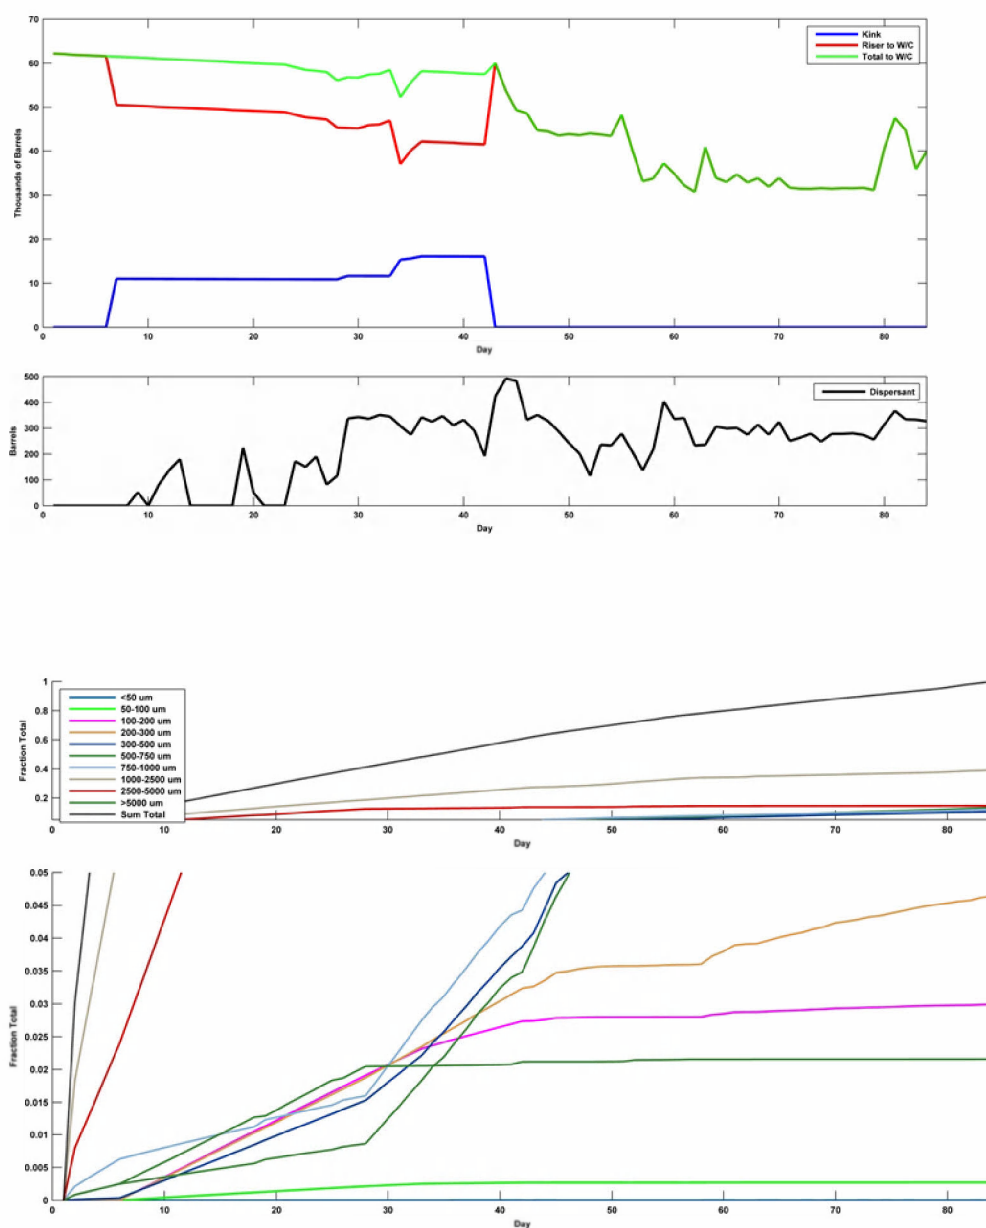 70
60
50
40
30
20
10
0
Thousands of Barrels
Kink
Riser to W/C
Total to W/C
0 10 20 30 40 50 60 70 80
Day
500
400
300
200
100
0
Barrels
Dispersant
0 10 20 30 40 50 60 70 80
Day
1
0.8
0.6
0.4
0.2
Fraction Total
<50 um
50-100 um
100-200 um
200-300 um
300-500 um
500-750 um
750-1000 um
1000-2500 um
2500-5000 um
>5000 um
Sum Total
0 10 20 30 40 50 60 70 80
Day
0.05
0.045
0.04
0.035
0.03
0.025
0.02
0.015
0.01
0.005
0
Fraction Total
0 10 20 30 40 50 60 70 80
Day